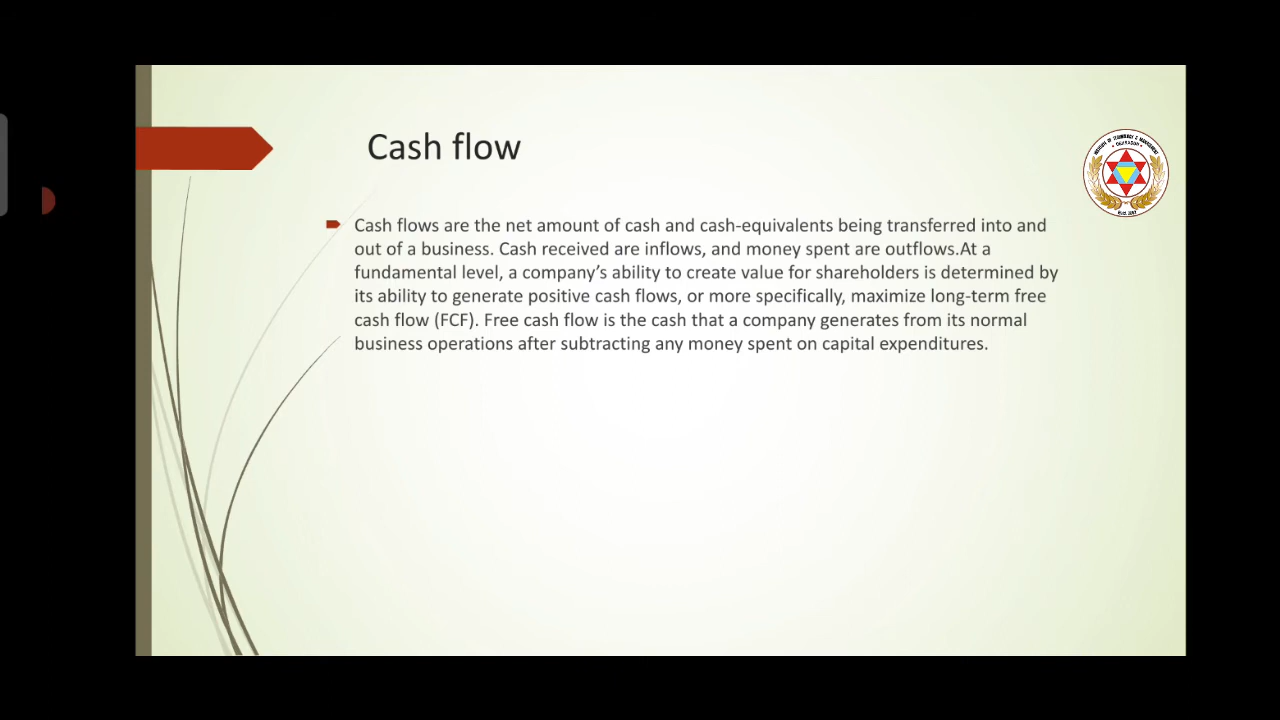 Cash flow
INSTITUTE OF TECHNOLOGY & MANAGEMENT
Cash flows are the net amount of cash and cash-equivalents being transferred into and
out of a business. Cash received are inflows, and money spent are outflows.At a
fundamental level, a company’s ability to create value for shareholders is determined by
its ability to generate positive cash flows, or more specifically, maximize long-term free
cash flow (FCF). Free cash flow is the cash that a company generates from its normal
business operations after subtracting any money spent on capital expenditures.